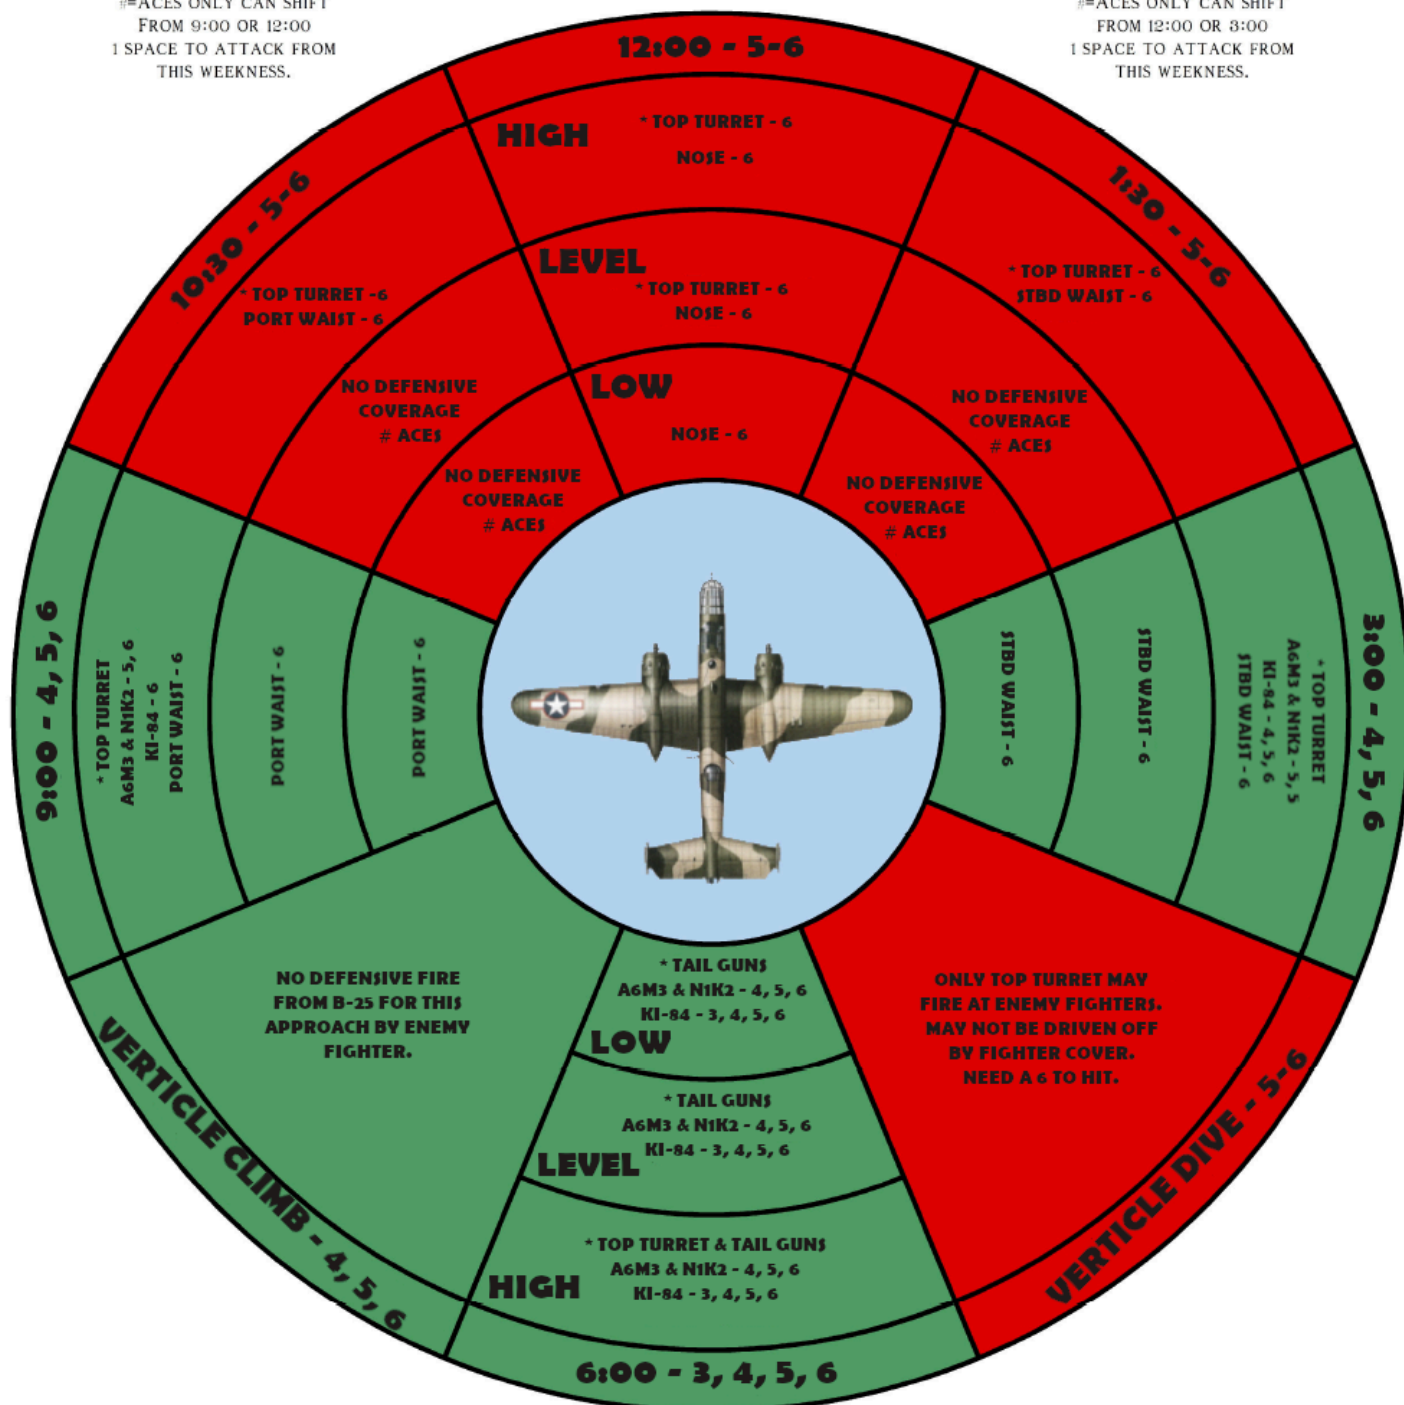 #=ACES ONLY CAN SHIFT
FROM 9:00 OR 12:00
1 SPACE TO ATTACK FROM
THIS WEEKNESS.
#=ACES ONLY CAN SHIFT
FROM 12:00 OR 3:00
1 SPACE TO ATTACK FROM
THIS WEEKNESS.
12:00 - 5-6
HIGH
* TOP TURRET - 6
NOSE - 6
LEVEL
* TOP TURRET - 6
NOSE - 6
LOW
NOSE - 6
1:30 - 5-6
* TOP TURRET - 6
STBD WAIST - 6
NO DEFENSIVE
COVERAGE
# ACES
NO DEFENSIVE
COVERAGE
# ACES
3:00 - 4, 5, 6
* TOP TURRET
A6M3 & N1K2 - 5, 5
KI-84 - 4, 5, 6
STBD WAIST - 6
STBD WAIST - 6
STBD WAIST - 6
VERTICLE DIVE - 5-6
ONLY TOP TURRET MAY
FIRE AT ENEMY FIGHTERS.
MAY NOT BE DRIVEN OFF
BY FIGHTER COVER.
NEED A 6 TO HIT.
* TAIL GUNS
A6M3 & N1K2 - 4, 5, 6
KI-84 - 3, 4, 5, 6
LOW
* TAIL GUNS
A6M3 & N1K2 - 4, 5, 6
KI-84 - 3, 4, 5, 6
LEVEL
* TOP TURRET & TAIL GUNS
A6M3 & N1K2 - 4, 5, 6
KI-84 - 3, 4, 5, 6
HIGH
6:00 - 3, 4, 5, 6
VERTICLE CLIMB - 4, 5, 6
NO DEFENSIVE FIRE
FROM B-25 FOR THIS
APPROACH BY ENEMY
FIGHTER.
9:00 - 4, 5, 6
* TOP TURRET
A6M3 & N1K2 - 5, 6
KI-84 - 6
PORT WAIST - 6
PORT WAIST - 6
PORT WAIST - 6
10:30 - 5-6
* TOP TURRET -6
PORT WAIST - 6
NO DEFENSIVE
COVERAGE
# ACES
NO DEFENSIVE
COVERAGE
# ACES